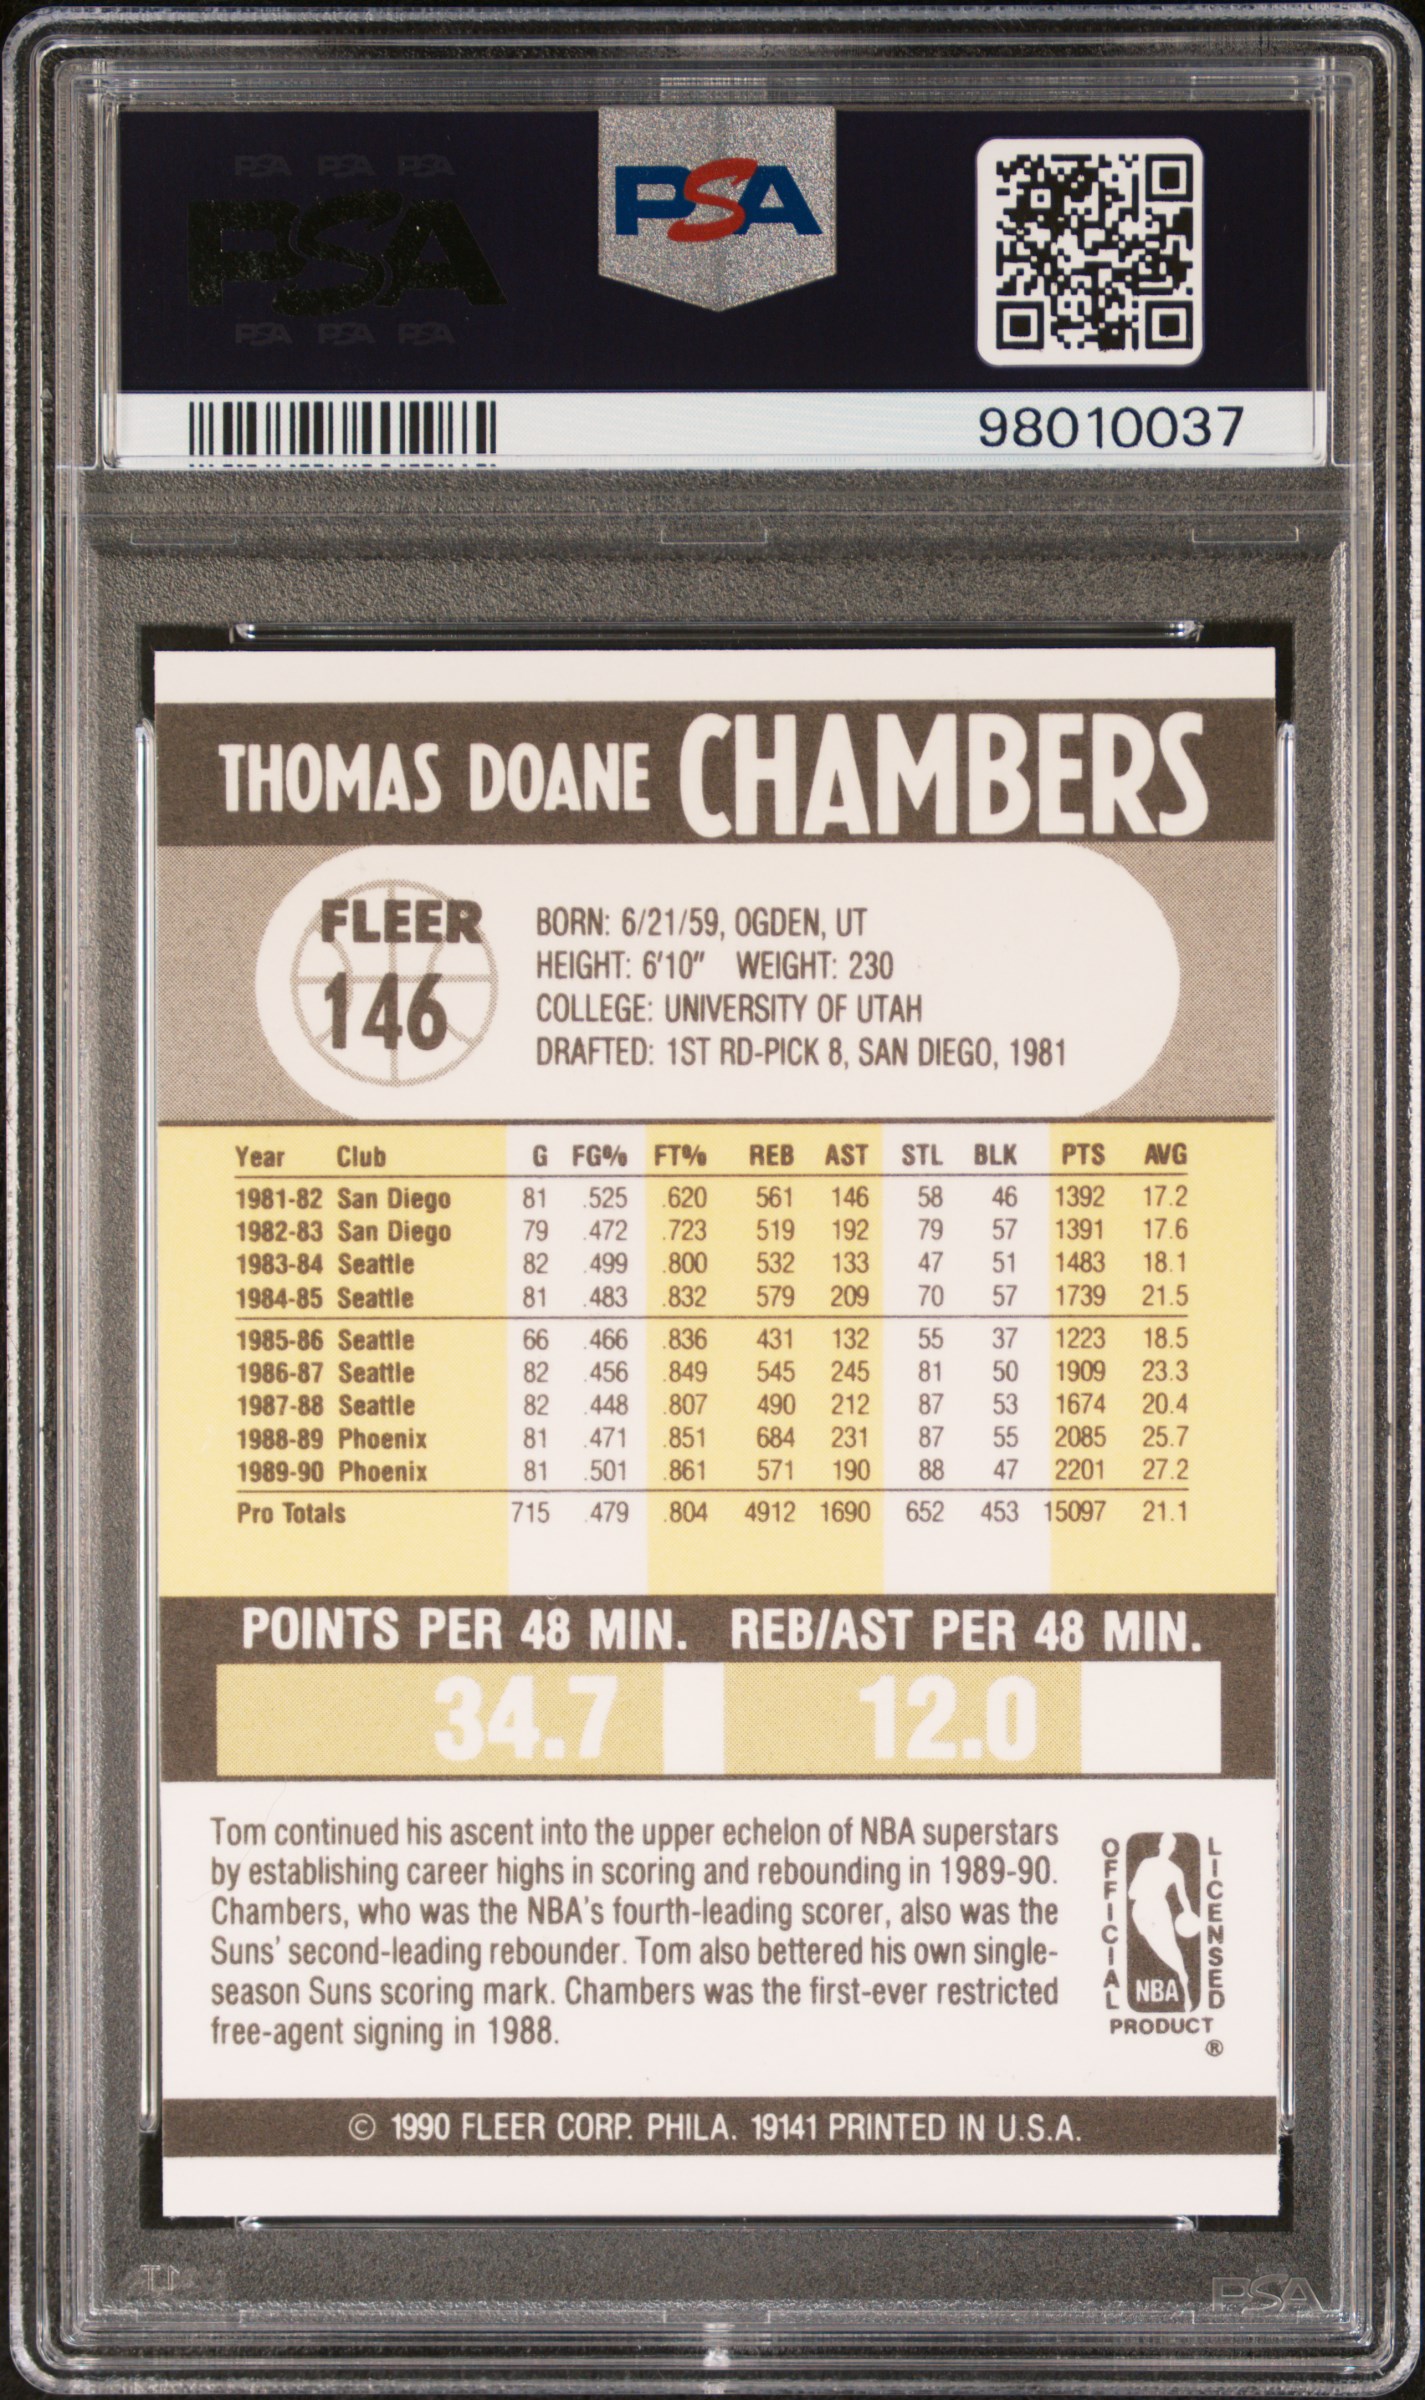 PSA PSA PSA
PSA
PSA PSA PSA
PSA
98010037
THOMAS DOANE CHAMBERS
FLEER
146
BORN: 6/21/59, OGDEN, UT
HEIGHT: 6'10" WEIGHT: 230
COLLEGE: UNIVERSITY OF UTAH
DRAFTED: 1ST RD-PICK 8, SAN DIEGO, 1981
Year Club G FG% FT% REB AST STL BLK PTS AVG
1981-82 San Diego 81 .525 .620 561 146 58 46 1392 17.2
1982-83 San Diego 79 .472 .723 519 192 79 57 1391 17.6
1983-84 Seattle 82 .499 .800 532 133 47 51 1483 18.1
1984-85 Seattle 81 .483 .832 579 209 70 57 1739 21.5
1985-86 Seattle 66 .466 .836 431 132 55 37 1223 18.5
1986-87 Seattle 82 .456 .849 545 245 81 50 1909 23.3
1987-88 Seattle 82 .448 .807 490 212 87 53 1674 20.4
1988-89 Phoenix 81 .471 .851 684 231 87 55 2085 25.7
1989-90 Phoenix 81 .501 .861 571 190 88 47 2201 27.2
Pro Totals 715 .479 .804 4912 1690 652 453 15097 21.1
POINTS PER 48 MIN. REB/AST PER 48 MIN.
34.7 12.0
Tom continued his ascent into the upper echelon of NBA superstars
by establishing career highs in scoring and rebounding in 1989-90.
Chambers, who was the NBA's fourth-leading scorer, also was the
Suns' second-leading rebounder. Tom also bettered his own single-
season Suns scoring mark. Chambers was the first-ever restricted
free-agent signing in 1988.
OFFICIAL
NBA
LICENSED
PRODUCT
®
© 1990 FLEER CORP. PHILA. 19141 PRINTED IN U.S.A.
PSA